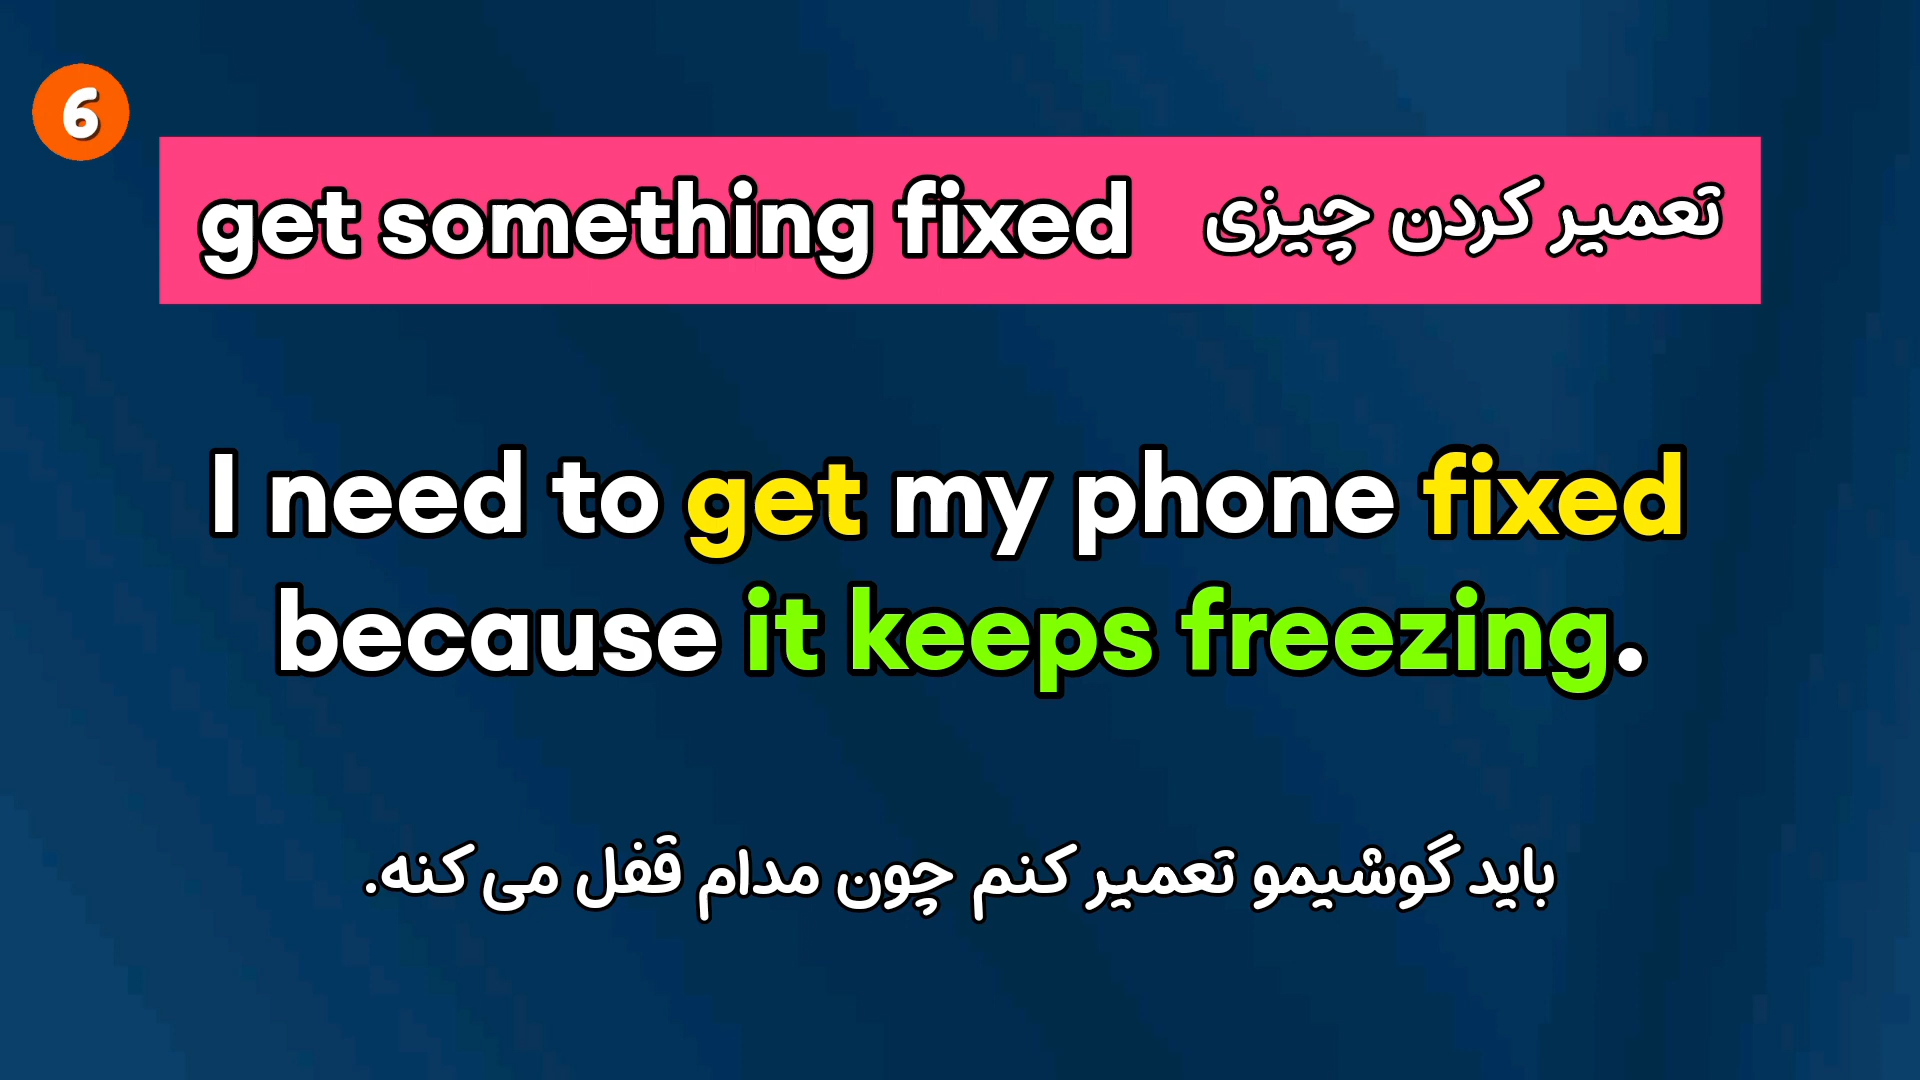 6
get something fixed تعمیر کردن چیزی
I need to get my phone fixed
because it keeps freezing.
باید گوشیمو تعمیر کنم چون مدام قفل می کنه.